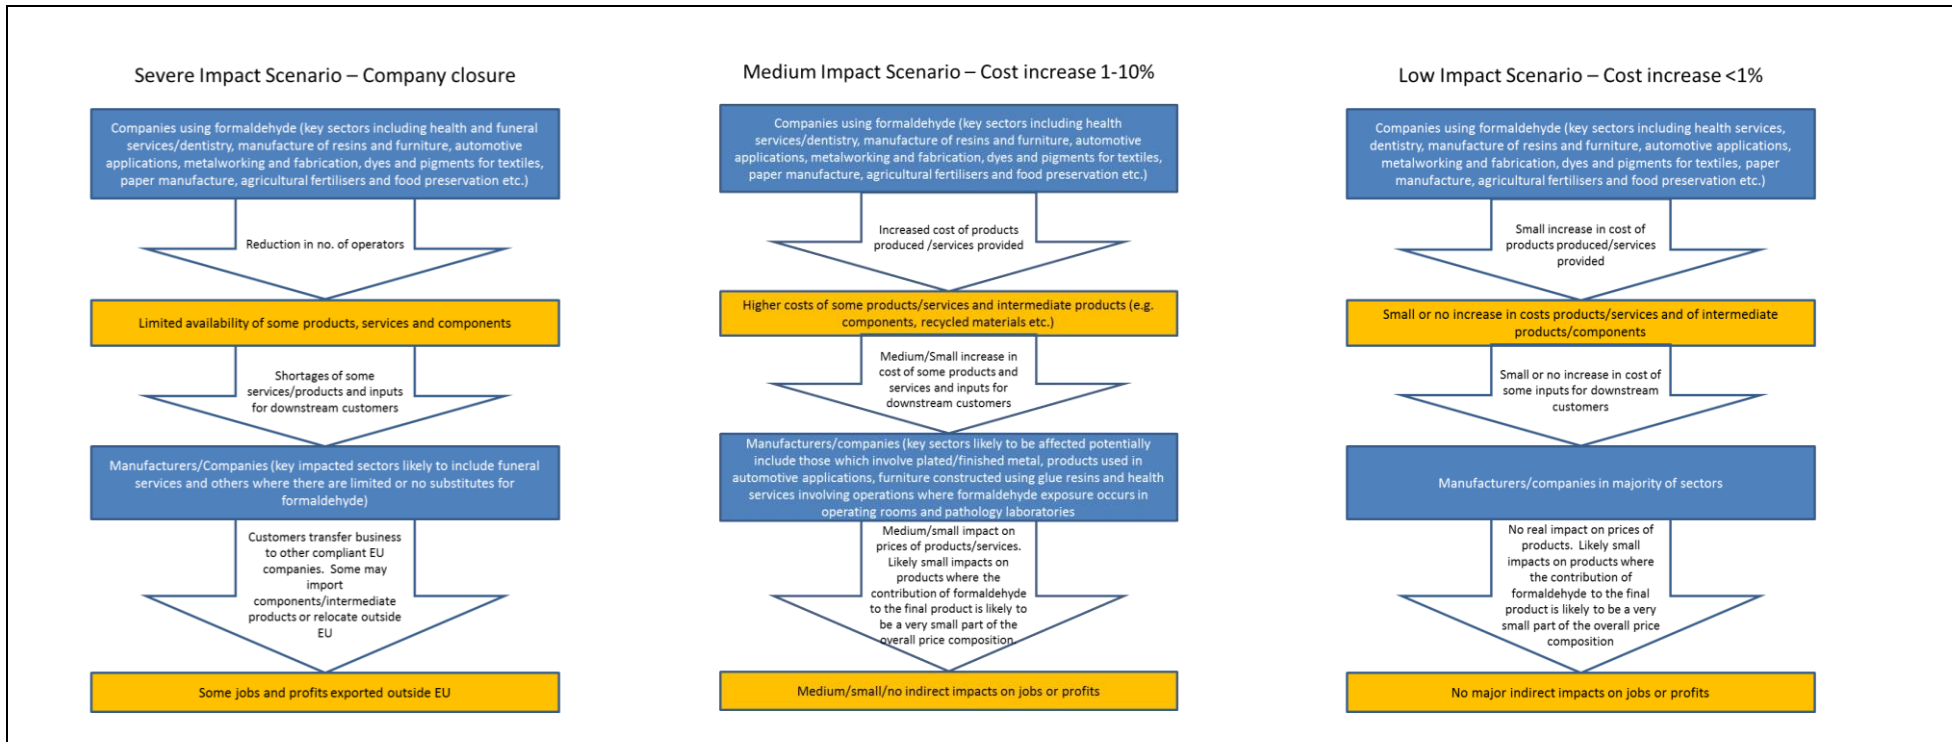 Severe Impact Scenario – Company closure
Companies using formaldehyde (key sectors including health and funeral
services/dentistry, manufacture of resins and furniture, automotive
applications, metalworking and fabrication, dyes and pigments for textiles,
paper manufacture, agricultural fertilisers and food preservation etc.)
Reduction in no. of operators
Limited availability of some products, services and components
Shortages of some
services/products and inputs
for downstream customers
Manufacturers/Companies (key impacted sectors likely to include funeral
services and others where there are limited or no substitutes for
formaldehyde)
Customers transfer business
to other compliant EU
companies. Some may
import
components/intermediate
products or relocate outside
EU
Some jobs and profits exported outside EU
Medium Impact Scenario – Cost increase 1-10%
Companies using formaldehyde (key sectors including health
services/dentistry, manufacture of resins and furniture, automotive
applications, metalworking and fabrication, dyes and pigments for textiles,
paper manufacture, agricultural fertilisers and food preservation etc.)
Increased cost of products
produced /services provided
Higher costs of some products/services and intermediate products (e.g.
components, recycled materials etc.)
Medium/Small increase in
cost of some products and
services and inputs for
downstream customers
Manufacturers/companies (key sectors likely to be affected potentially
include those which involve plated/finished metal, products used in
automotive applications, furniture constructed using glue resins and health
services involving operations where formaldehyde exposure occurs in
operating rooms and pathology laboratories
Medium/small impact on
prices of products/services.
Likely small impacts on
products where the
contribution of formaldehyde
to the final product is likely to
be a very small part of the
overall price composition.
Medium/small/no indirect impacts on jobs or profits
Low Impact Scenario – Cost increase <1%
Companies using formaldehyde (key sectors including health services,
dentistry, manufacture of resins and furniture, automotive applications,
metalworking and fabrication, dyes and pigments for textiles, paper
manufacture, agricultural fertilisers and food preservation etc.)
Small increase in cost of
products produced/services
provided
Small or no increase in costs products/services and of intermediate
products/components
Small or no increase in cost of
some inputs for downstream
customers
Manufacturers/companies in majority of sectors
No real impact on prices of
products. Likely small
impacts on products where
the contribution of
formaldehyde to the final
product is likely to be a very
small part of the overall price
composition
No major indirect impacts on jobs or profits